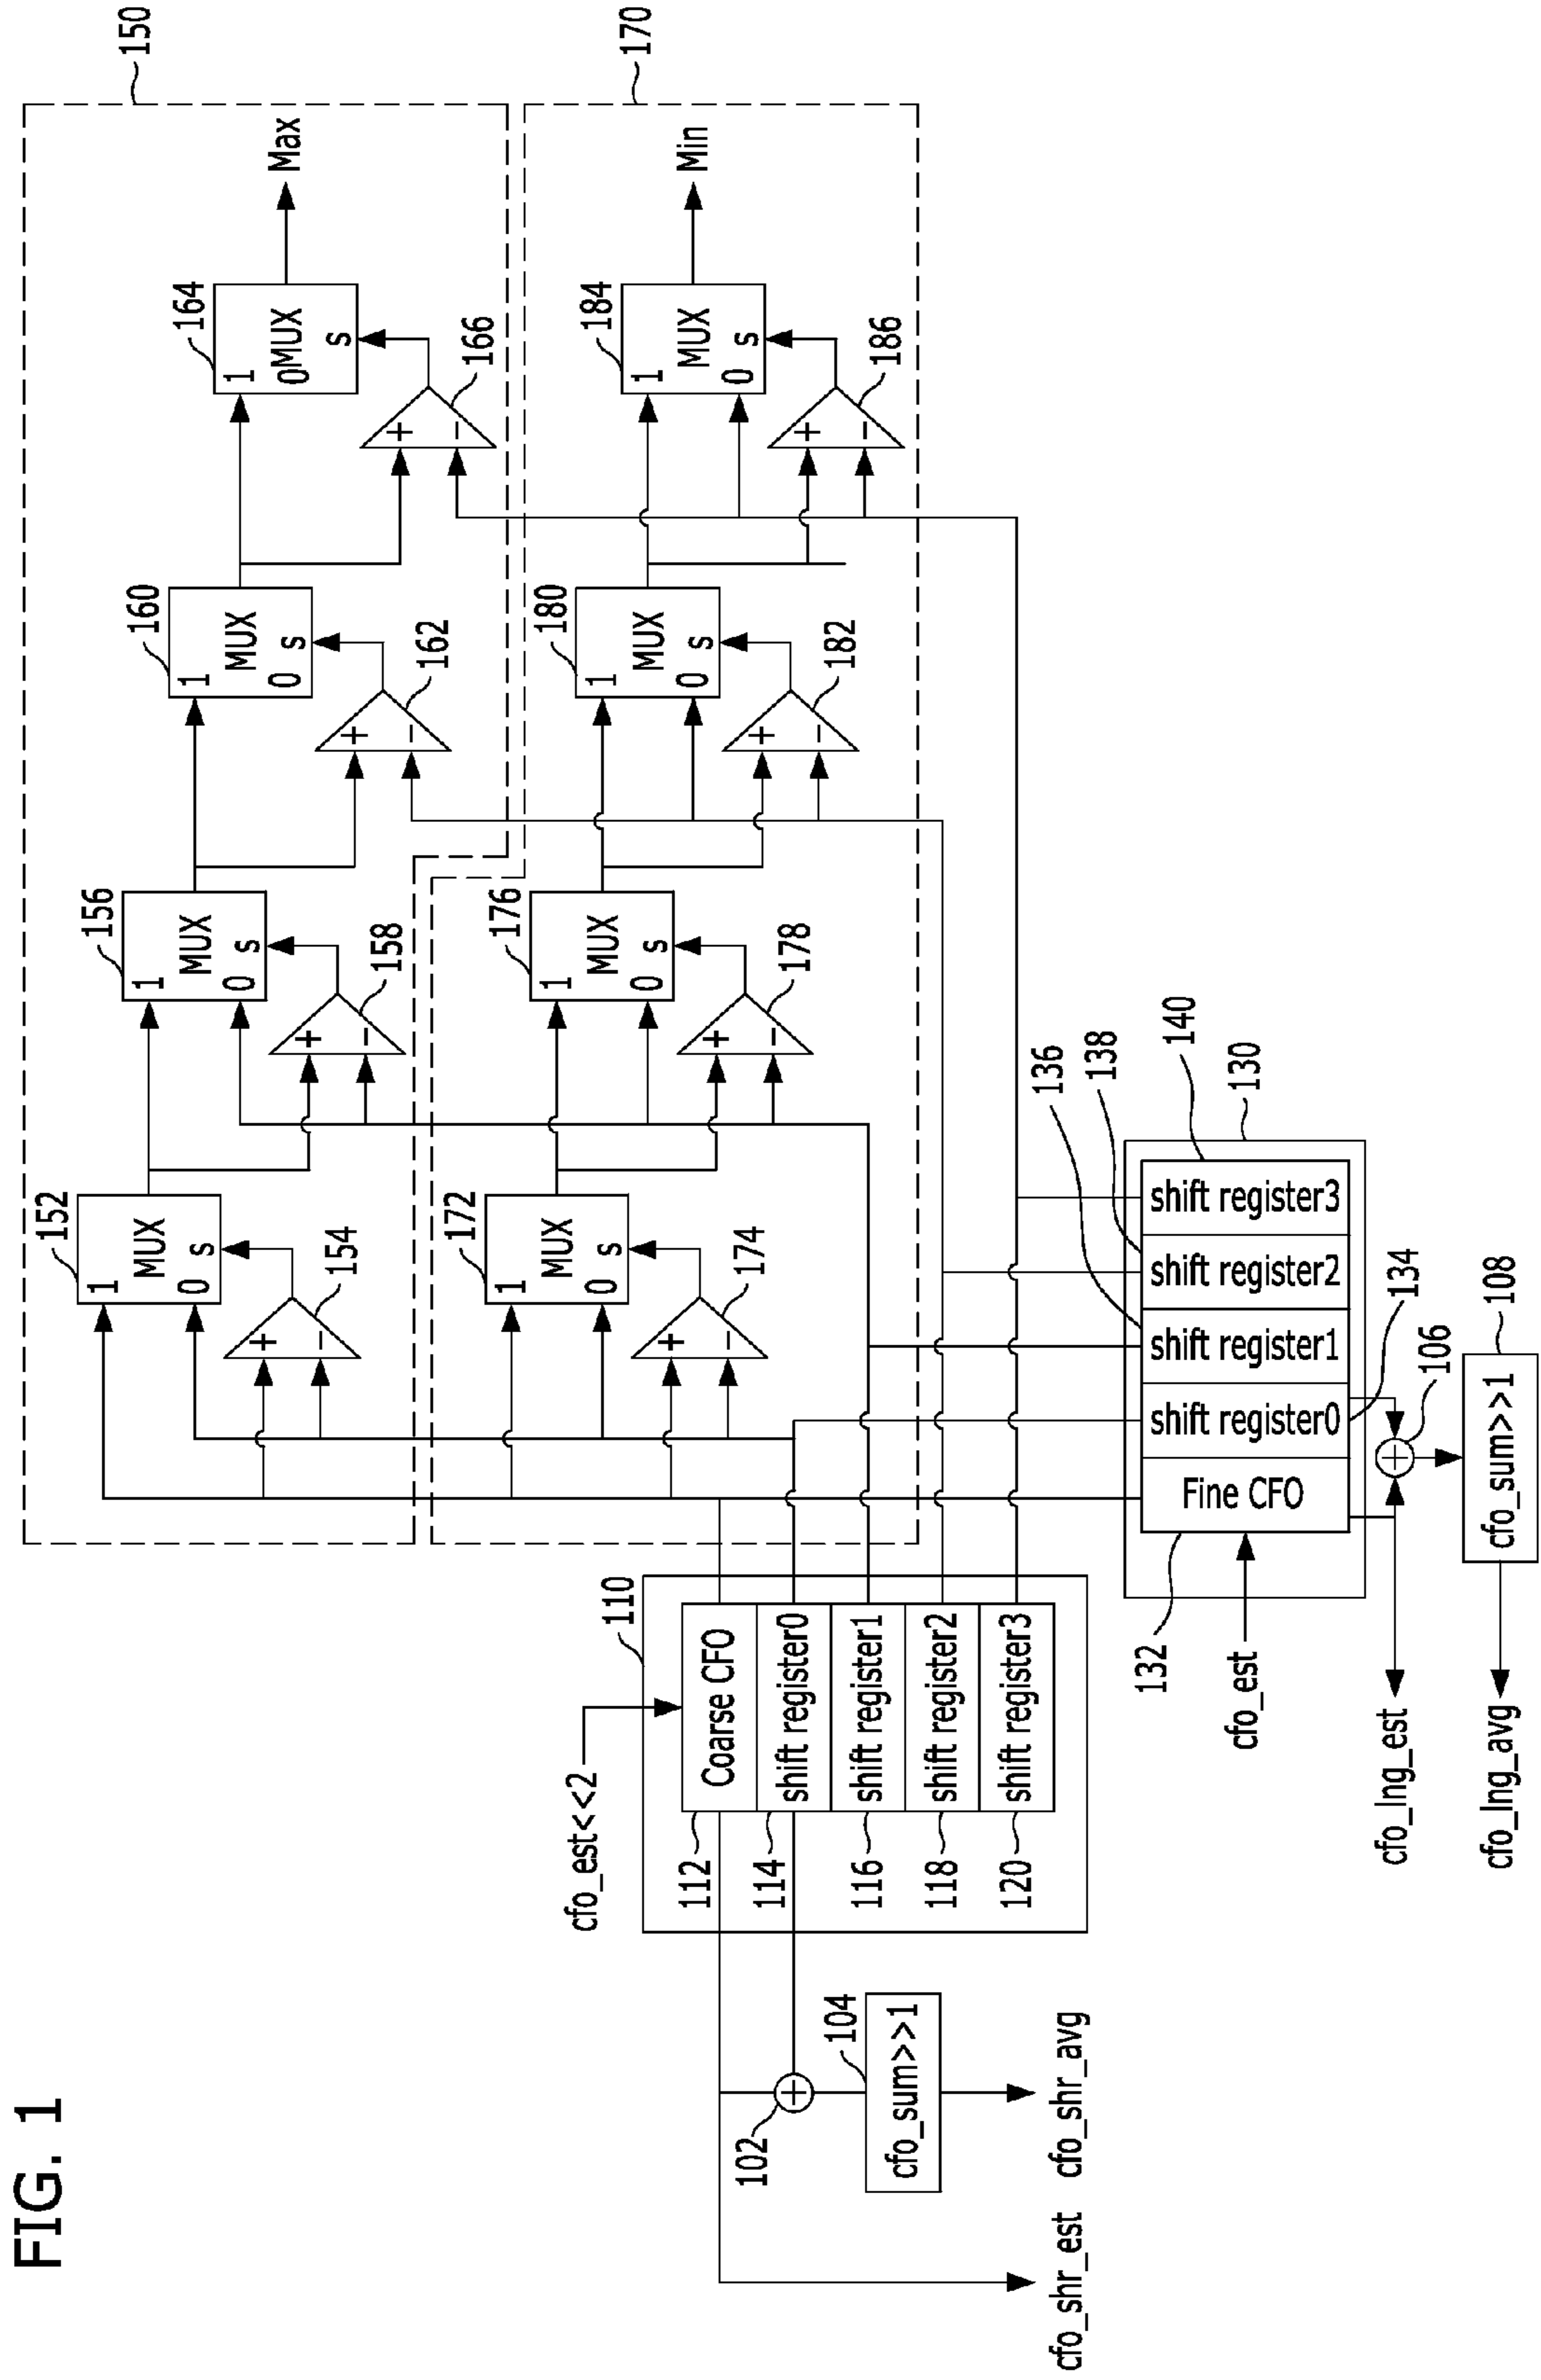 FIG. 1
150
152
MUX
1
0
s
154
156
MUX
1
0
s
158
160
MUX
1
0
s
162
164
MUX
1
0
s
166
Max
+
−
+
−
+
−
+
−
170
172
MUX
1
0
s
174
176
MUX
1
0
s
178
180
MUX
1
0
s
182
184
MUX
1
0
s
186
Min
+
−
+
−
+
−
+
−
cfo_est<<2
110
112
Coarse CFO
114
shift register0
116
shift register1
118
shift register2
120
shift register3
102
+
104
cfo_sum>>1
cfo_shr_est
cfo_shr_avg
130
132
Fine CFO
134
shift register0
136
shift register1
138
shift register2
140
shift register3
cfo_est
106
+
108
cfo_sum>>1
cfo_lng_est
cfo_lng_avg